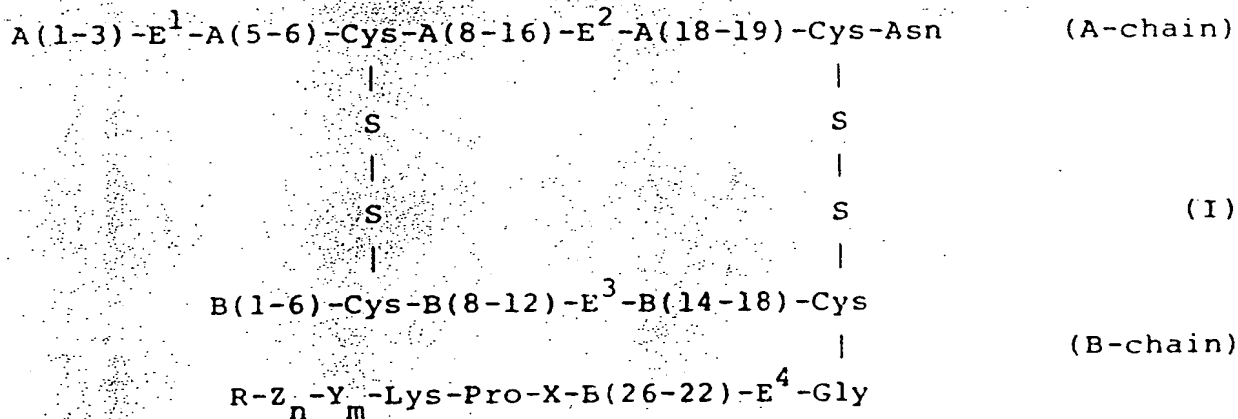 A(1-3)-E¹-A(5-6)-Cys-A(8-16)-E²-A(18-19)-Cys-Asn (A-chain)
| |
S S
| |
S S (I)
| |
B(1-6)-Cys-B(8-12)-E³-B(14-18)-Cys
| (B-chain)
R-Zn-Ym-Lys-Pro-X-B(26-22)-E⁴-Gly